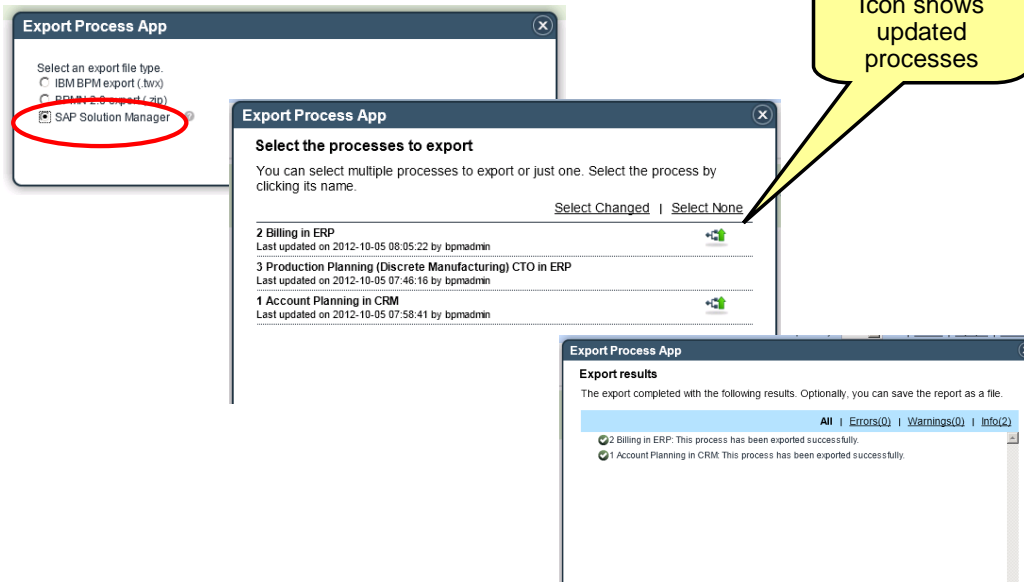 Icon shows
updated
processes
Export Process App
Select an export file type.
IBM BPM export (.twx)
BPMN 2.0 export (.zip)
SAP Solution Manager
Export Process App
Select the processes to export
You can select multiple processes to export or just one. Select the process by
clicking its name.
Select Changed | Select None
2 Billing in ERP
Last updated on 2012-10-05 08:05:22 by bpmadmin
3 Production Planning (Discrete Manufacturing) CTO in ERP
Last updated on 2012-10-05 07:46:16 by bpmadmin
1 Account Planning in CRM
Last updated on 2012-10-05 07:58:41 by bpmadmin
Export Process App
Export results
The export completed with the following results. Optionally, you can save the report as a file.
All | Errors(0) | Warnings(0) | Info(2)
2 Billing in ERP: This process has been exported successfully.
1 Account Planning in CRM: This process has been exported successfully.